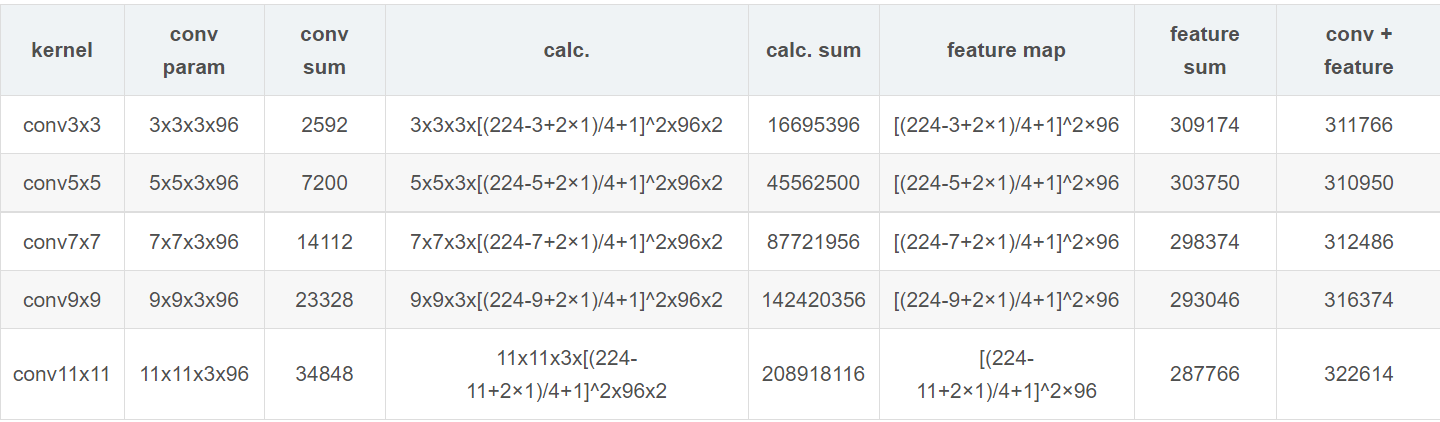 kernel conv param conv sum calc. calc. sum feature map feature sum conv + feature
conv3x3 3x3x3x96 2592 3x3x3x[(224-3+2×1)/4+1]^2x96x2 16695396 [(224-3+2×1)/4+1]^2×96 309174 311766
conv5x5 5x5x3x96 7200 5x5x3x[(224-5+2×1)/4+1]^2x96x2 45562500 [(224-5+2×1)/4+1]^2×96 303750 310950
conv7x7 7x7x3x96 14112 7x7x3x[(224-7+2×1)/4+1]^2x96x2 87721956 [(224-7+2×1)/4+1]^2×96 298374 312486
conv9x9 9x9x3x96 23328 9x9x3x[(224-9+2×1)/4+1]^2x96x2 142420356 [(224-9+2×1)/4+1]^2×96 293046 316374
conv11x11 11x11x3x96 34848 11x11x3x[(224-11+2×1)/4+1]^2x96x2 208918116 [(224-11+2×1)/4+1]^2×96 287766 322614